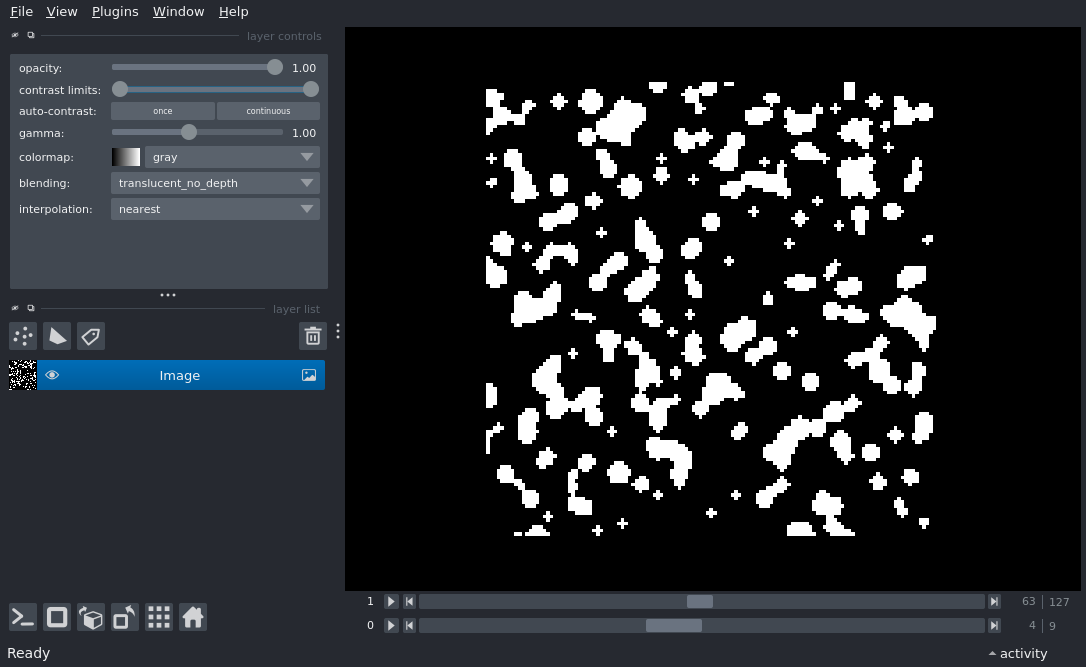 File View Plugins Window Help
layer controls
opacity: 1.00
contrast limits:
auto-contrast: once continuous
gamma: 1.00
colormap: gray
blending: translucent_no_depth
interpolation: nearest
layer list
Image
1 63 127
0 4 9
Ready activity